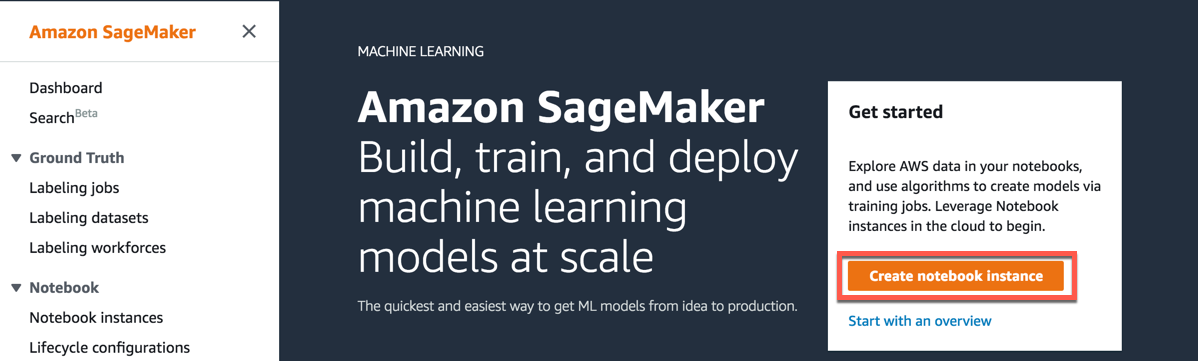 Amazon SageMaker
Dashboard
Search Beta
Ground Truth
Labeling jobs
Labeling datasets
Labeling workforces
Notebook
Notebook instances
Lifecycle configurations
MACHINE LEARNING
Amazon SageMaker
Build, train, and deploy
machine learning
models at scale
The quickest and easiest way to get ML models from idea to production.
Get started
Explore AWS data in your notebooks,
and use algorithms to create models via
training jobs. Leverage Notebook
instances in the cloud to begin.
Create notebook instance
Start with an overview